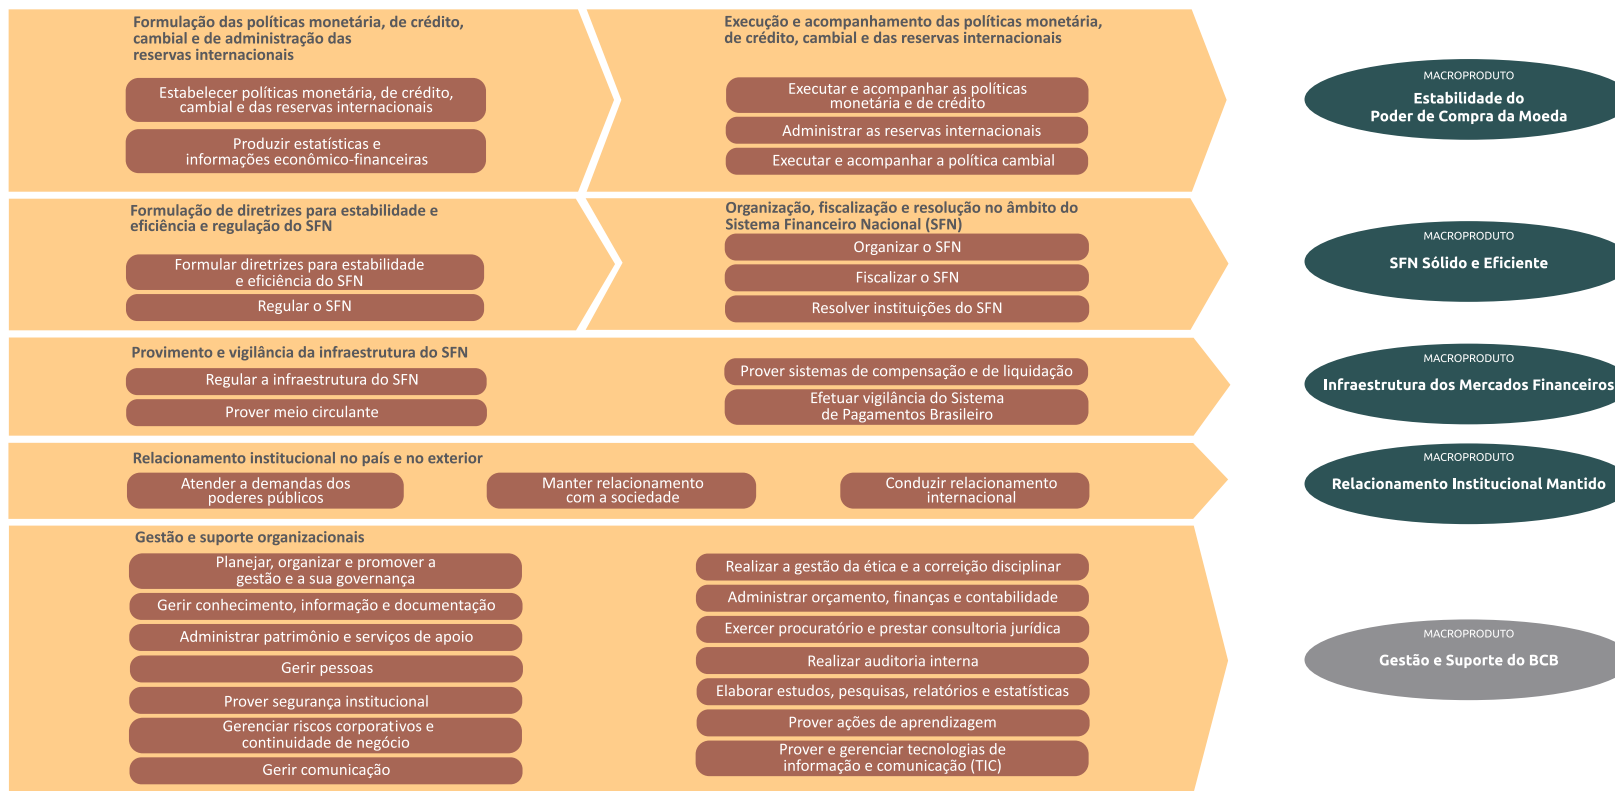 Formulação das políticas monetária, de crédito,
cambial e de administração das
reservas internacionais
Estabelecer políticas monetária, de crédito,
cambial e das reservas internacionais
Produzir estatísticas e
informações econômico-financeiras
Execução e acompanhamento das políticas monetária,
de crédito, cambial e das reservas internacionais
Executar e acompanhar as políticas
monetária e de crédito
Administrar as reservas internacionais
Executar e acompanhar a política cambial
MACROPRODUTO
Estabilidade do
Poder de Compra da Moeda
Formulação de diretrizes para estabilidade e
eficiência e regulação do SFN
Formular diretrizes para estabilidade
e eficiência do SFN
Regular o SFN
Organização, fiscalização e resolução no âmbito do
Sistema Financeiro Nacional (SFN)
Organizar o SFN
Fiscalizar o SFN
Resolver instituições do SFN
MACROPRODUTO
SFN Sólido e Eficiente
Provimento e vigilância da infraestrutura do SFN
Regular a infraestrutura do SFN
Prover meio circulante
Prover sistemas de compensação e de liquidação
Efetuar vigilância do Sistema
de Pagamentos Brasileiro
MACROPRODUTO
Infraestrutura dos Mercados Financeiros
Relacionamento institucional no país e no exterior
Atender a demandas dos
poderes públicos
Manter relacionamento
com a sociedade
Conduzir relacionamento
internacional
MACROPRODUTO
Relacionamento Institucional Mantido
Gestão e suporte organizacionais
Planejar, organizar e promover a
gestão e a sua governança
Gerir conhecimento, informação e documentação
Administrar patrimônio e serviços de apoio
Gerir pessoas
Prover segurança institucional
Gerenciar riscos corporativos e
continuidade de negócio
Gerir comunicação
Realizar a gestão da ética e a correição disciplinar
Administrar orçamento, finanças e contabilidade
Exercer procuratório e prestar consultoria jurídica
Realizar auditoria interna
Elaborar estudos, pesquisas, relatórios e estatísticas
Prover ações de aprendizagem
Prover e gerenciar tecnologias de
informação e comunicação (TIC)
MACROPRODUTO
Gestão e Suporte do BCB